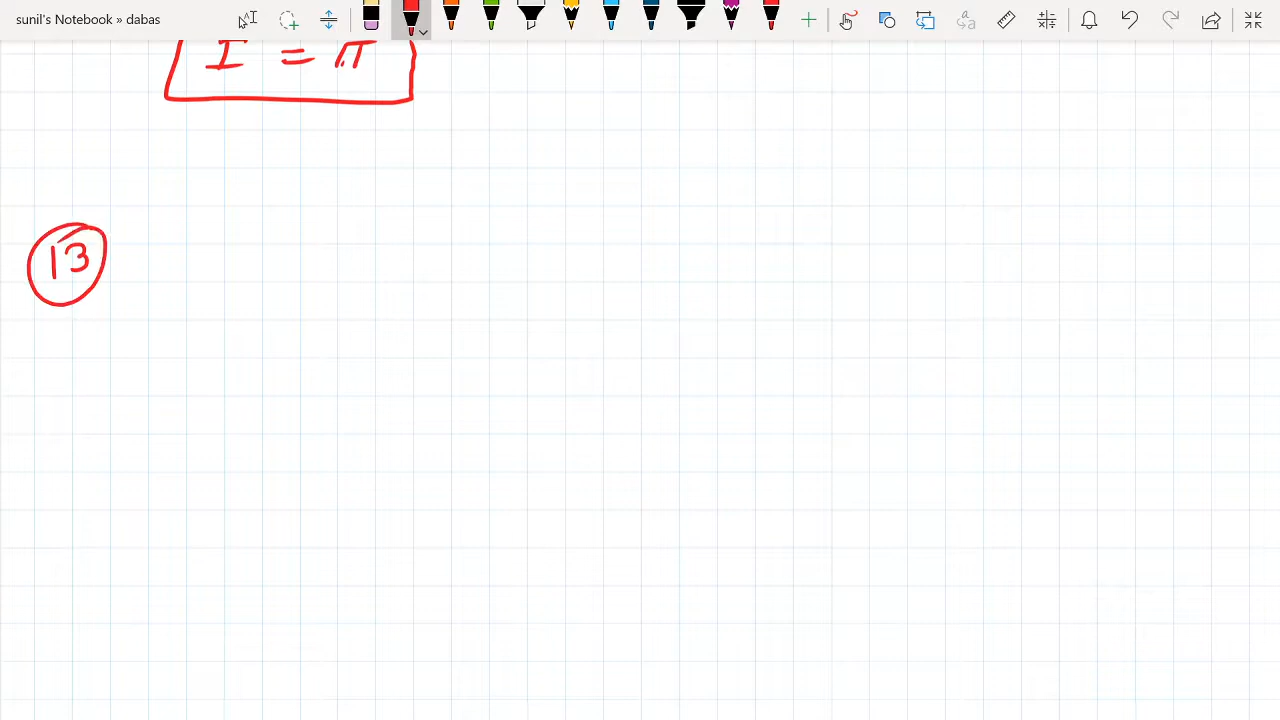 sunil's Notebook » dabas
I = π
13